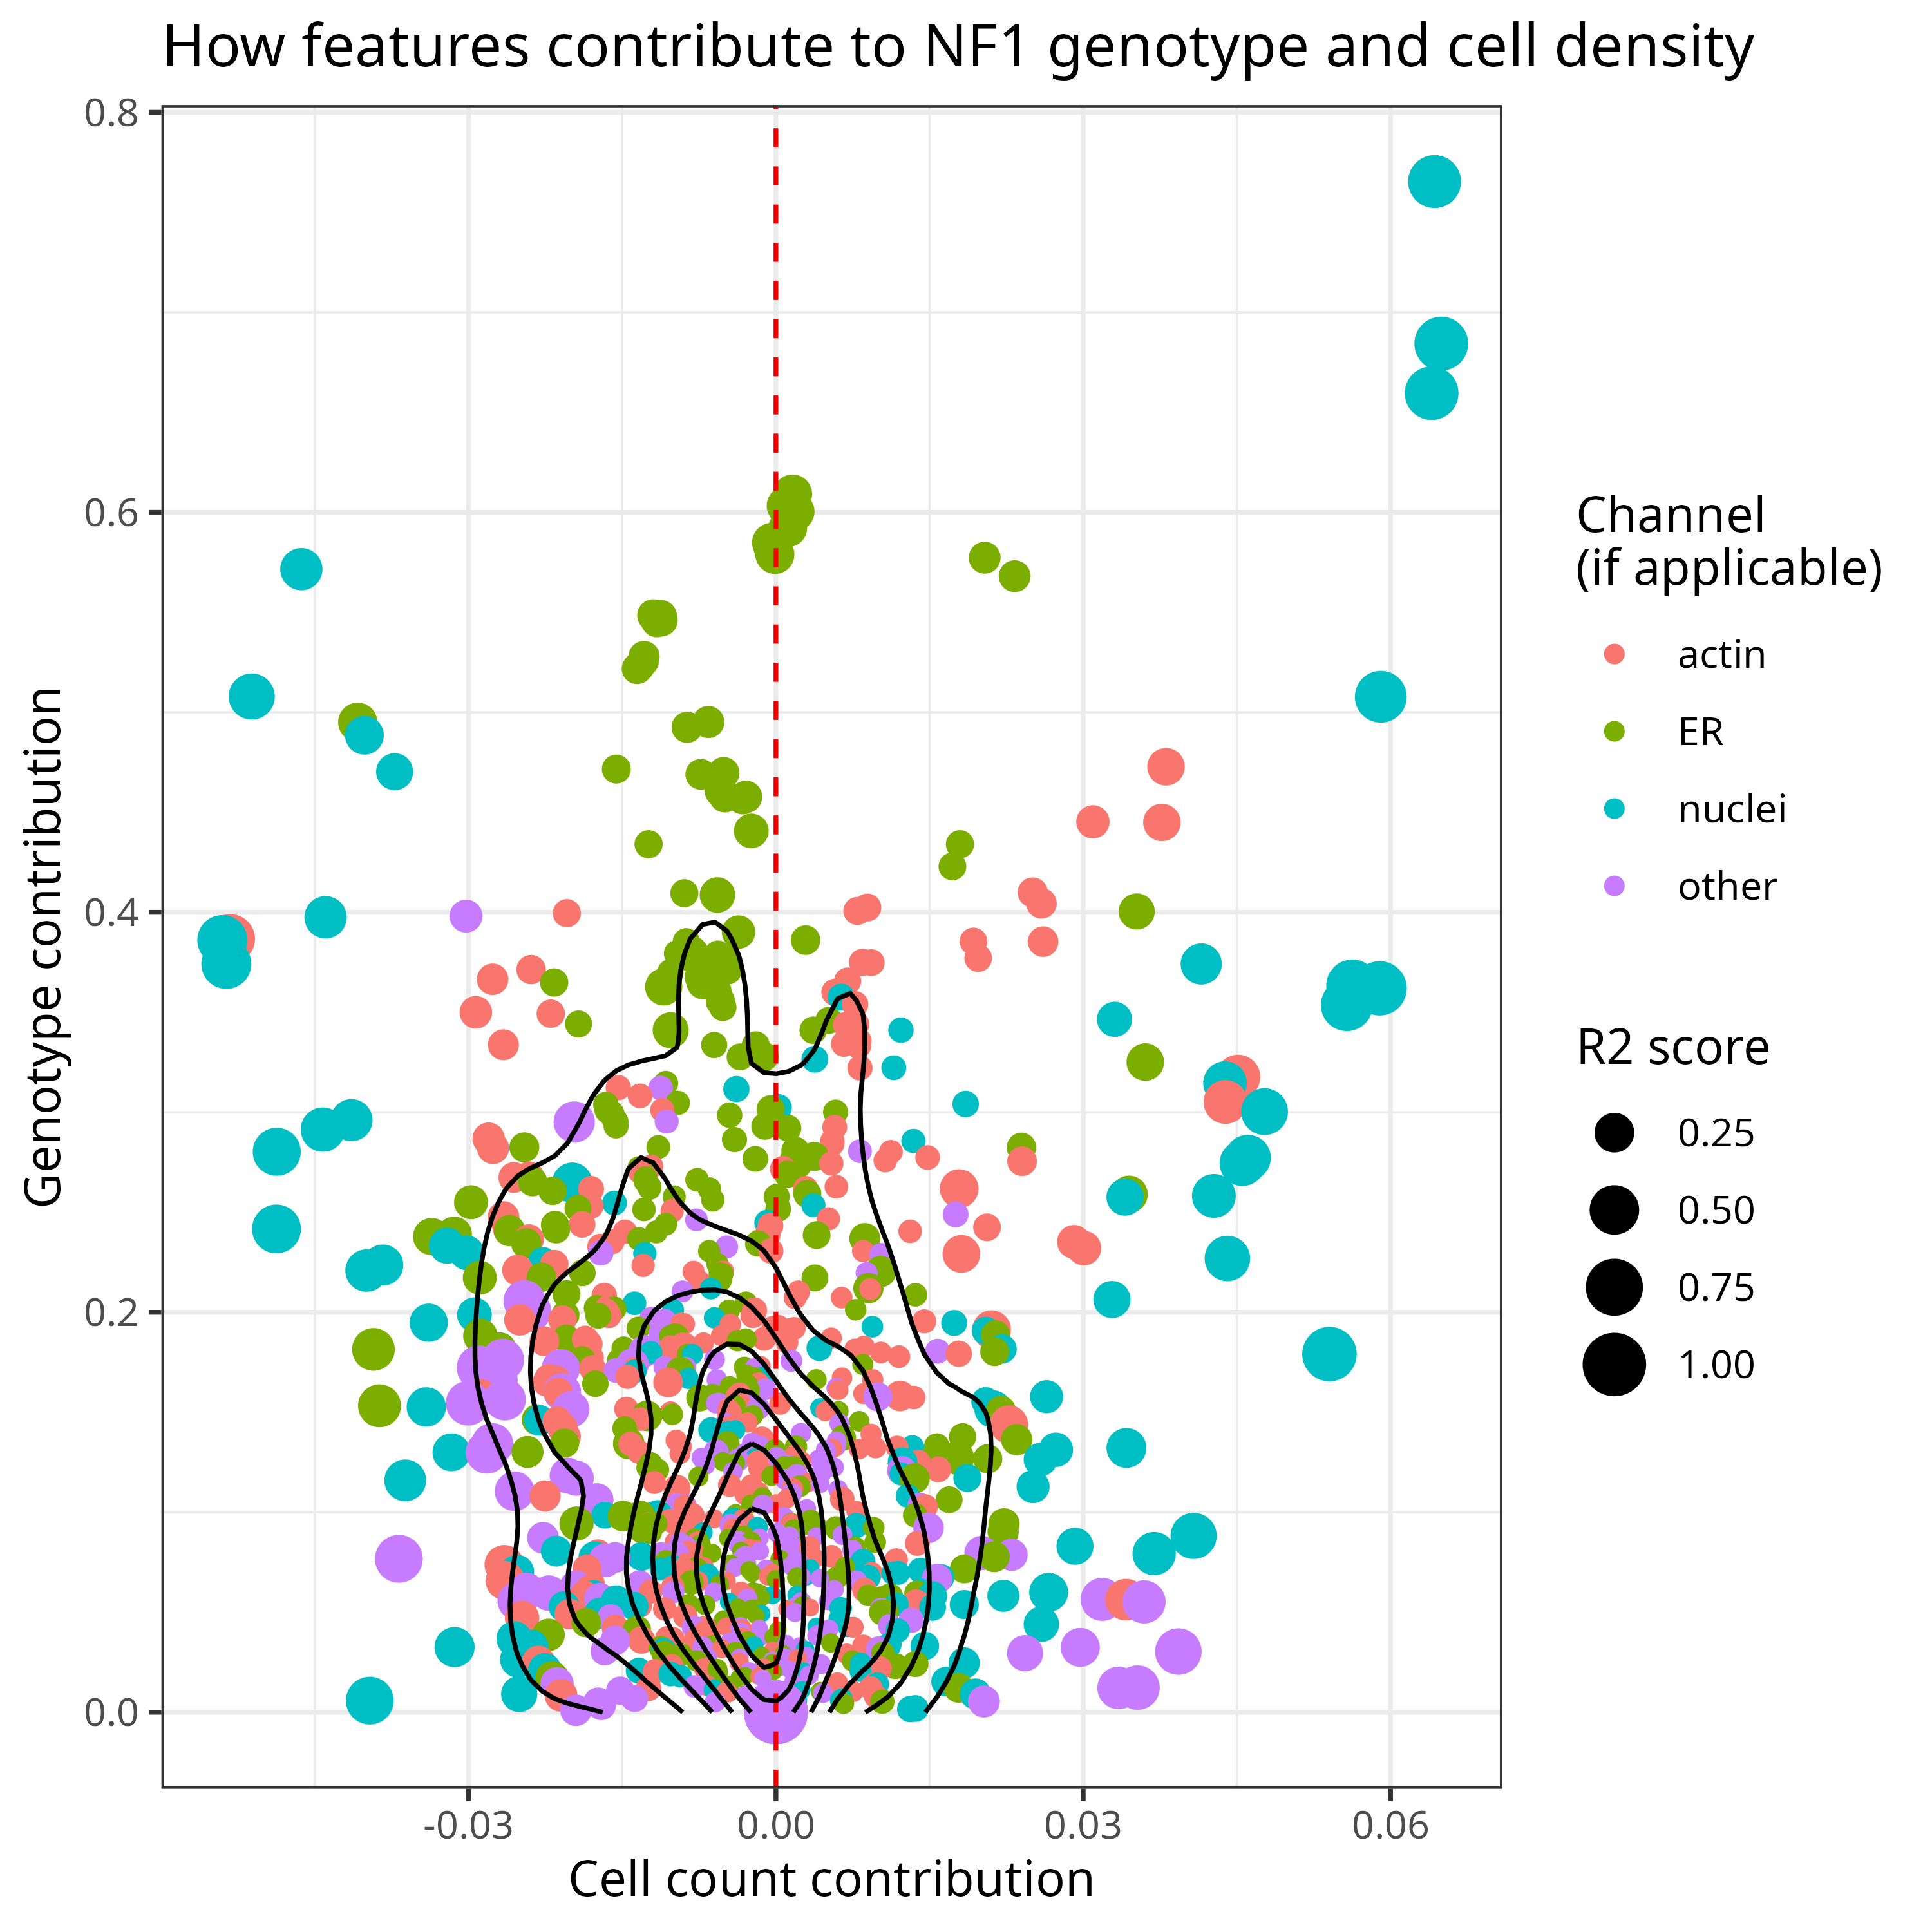 How features contribute to NF1 genotype and cell density
0.8
0.6
0.4
0.2
0.0
Genotype contribution
-0.03
0.00
0.03
0.06
Cell count contribution
Channel
(if applicable)
actin
ER
nuclei
other
R2 score
0.25
0.50
0.75
1.00